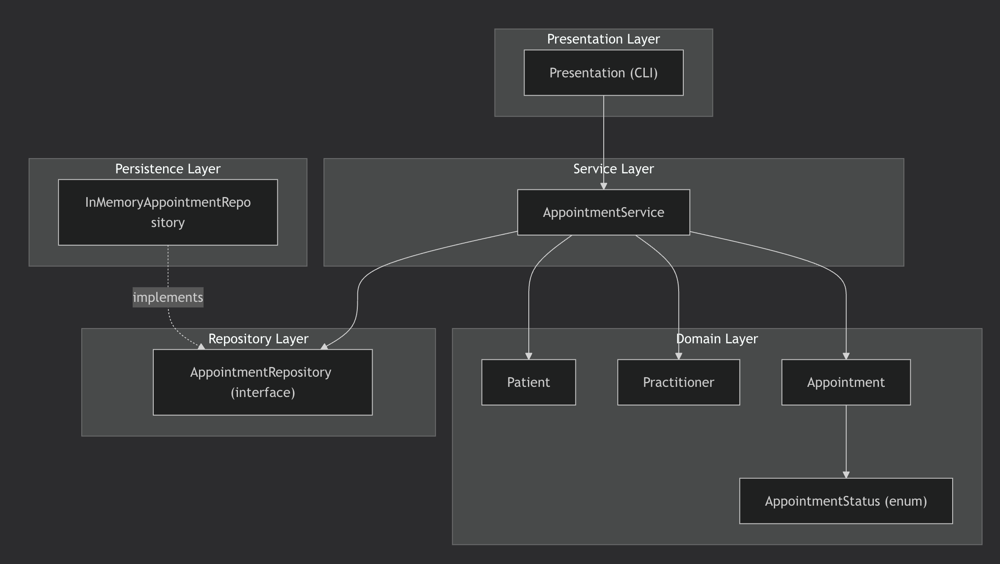 Presentation Layer
Presentation (CLI)
Persistence Layer
InMemoryAppointmentRepo
sitory
Service Layer
AppointmentService
implements
Repository Layer
AppointmentRepository
(interface)
Domain Layer
Patient
Practitioner
Appointment
AppointmentStatus (enum)